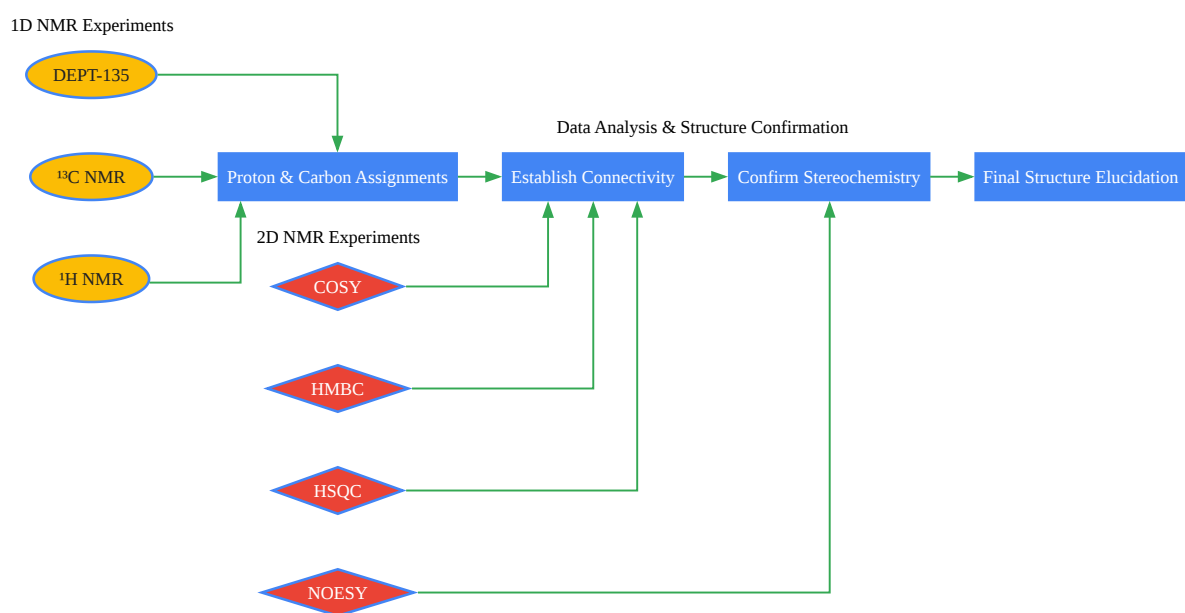 1D NMR Experiments
DEPT-135
Data Analysis & Structure Confirmation
¹³C NMR
Proton & Carbon Assignments
Establish Connectivity
Confirm Stereochemistry
Final Structure Elucidation
2D NMR Experiments
¹H NMR
COSY
HMBC
HSQC
NOESY